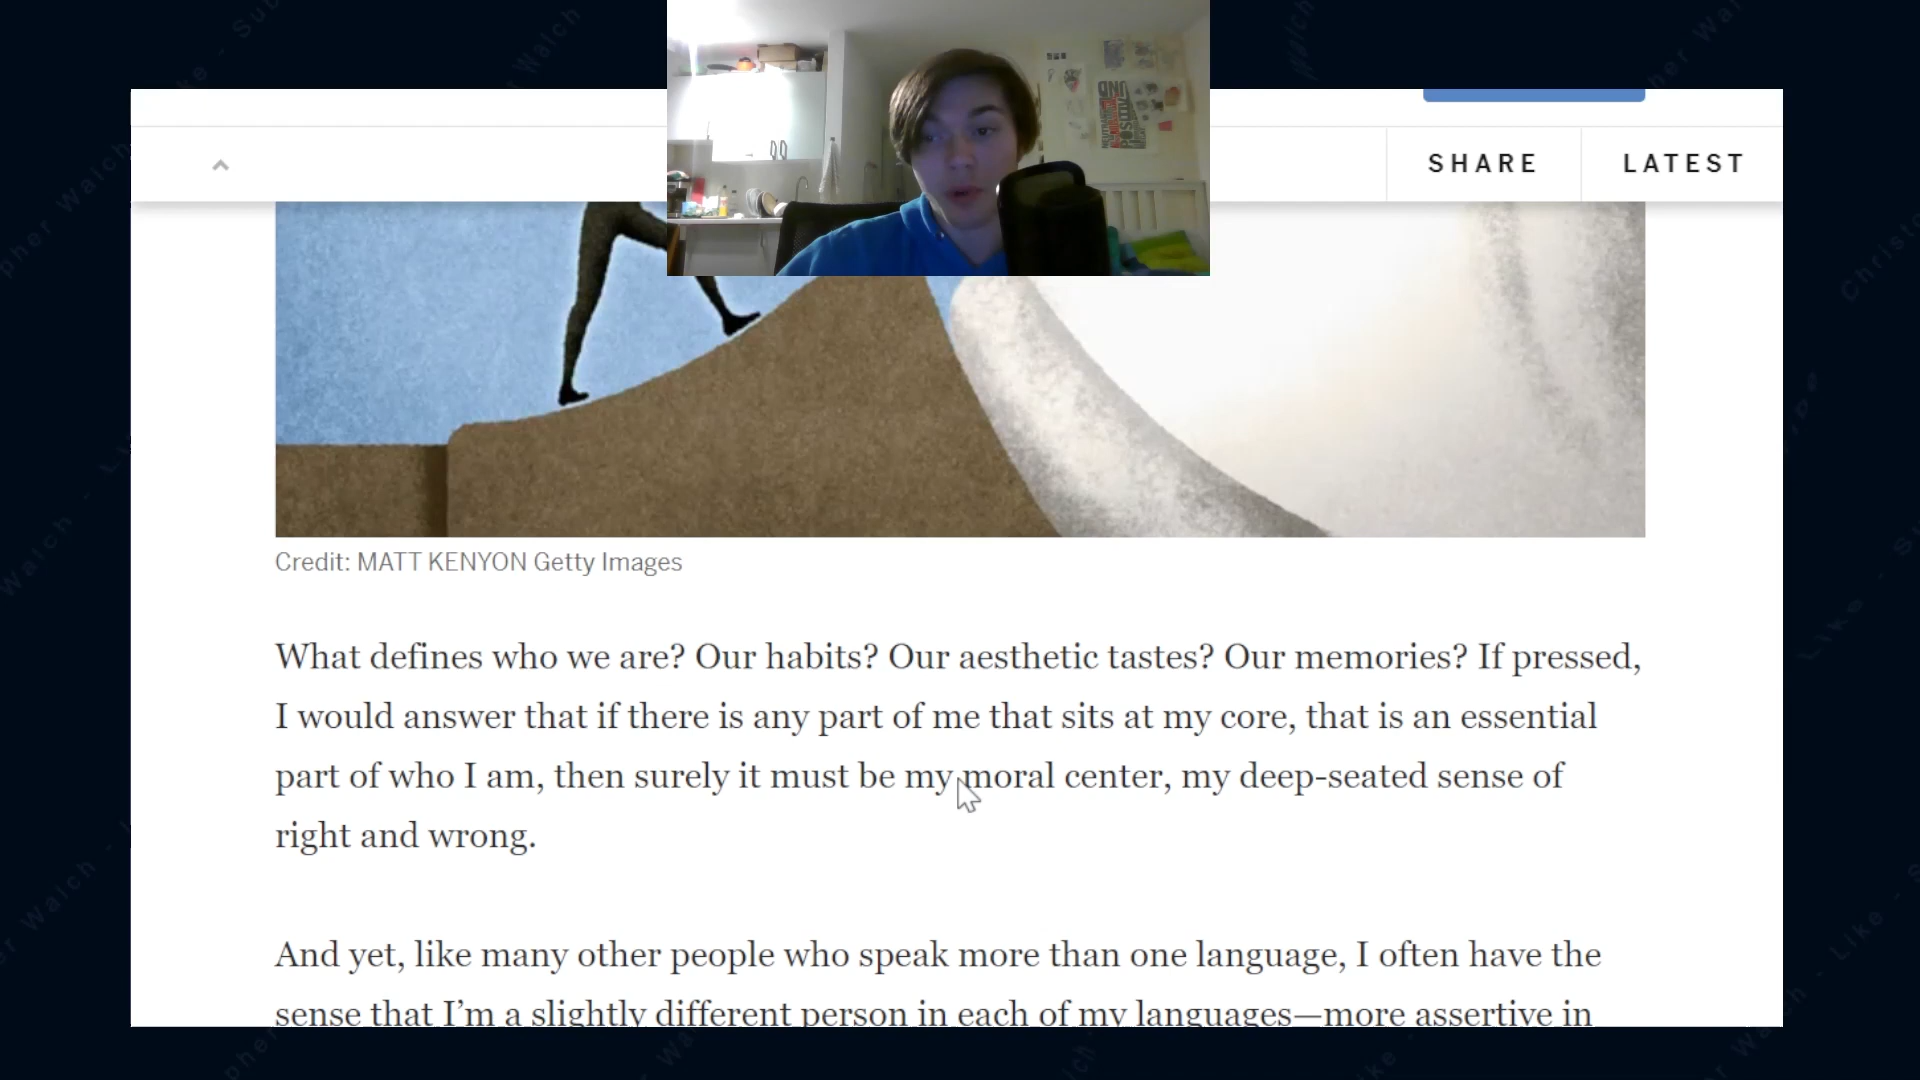 SHARE
LATEST
Credit: MATT KENYON Getty Images
What defines who we are? Our habits? Our aesthetic tastes? Our memories? If pressed,
I would answer that if there is any part of me that sits at my core, that is an essential
part of who I am, then surely it must be my moral center, my deep-seated sense of
right and wrong.
And yet, like many other people who speak more than one language, I often have the
sense that I’m a slightly different person in each of my languages—more assertive in